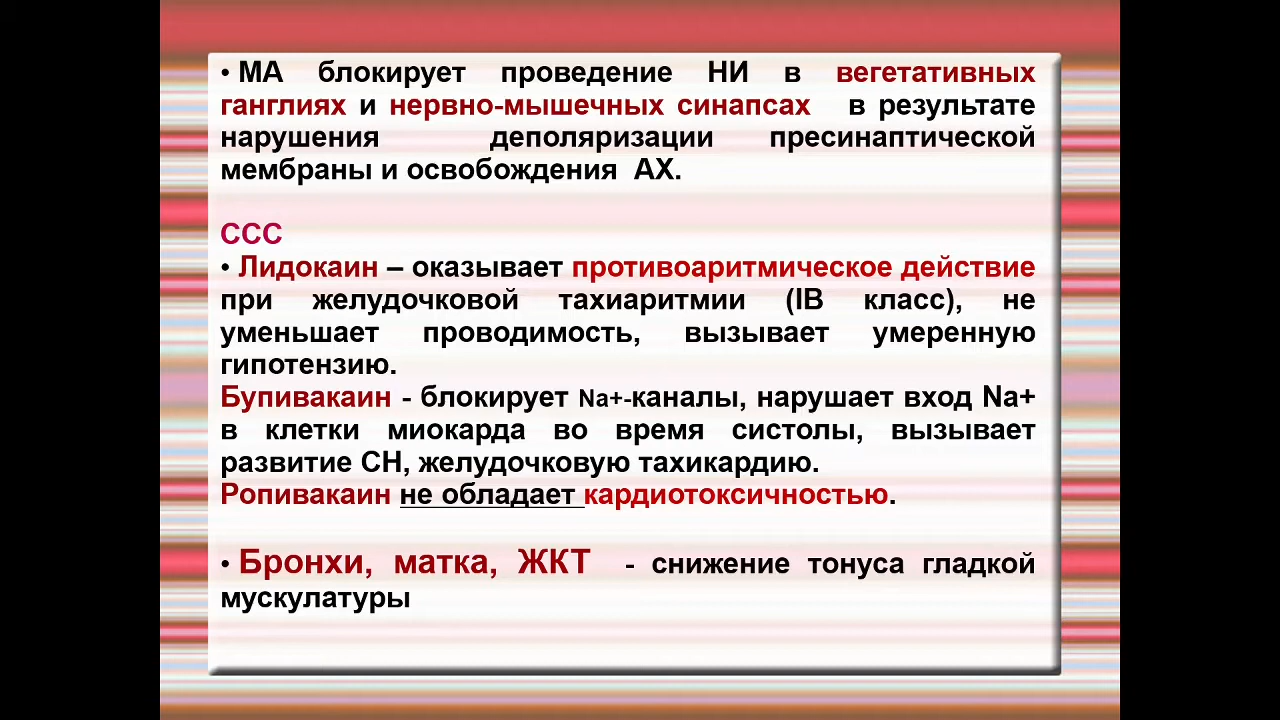 • МА блокирует проведение НИ в вегетативных
ганглиях и нервно-мышечных синапсах в результате
нарушения деполяризации пресинаптической
мембраны и освобождения АХ.
ССС
• Лидокаин – оказывает противоаритмическое действие
при желудочковой тахиаритмии (IВ класс), не
уменьшает проводимость, вызывает умеренную
гипотензию.
Бупивакаин - блокирует Na+-каналы, нарушает вход Na+
в клетки миокарда во время систолы, вызывает
развитие СН, желудочковую тахикардию.
Ропивакаин не обладает кардиотоксичностью.
• Бронхи, матка, ЖКТ - снижение тонуса гладкой
мускулатуры